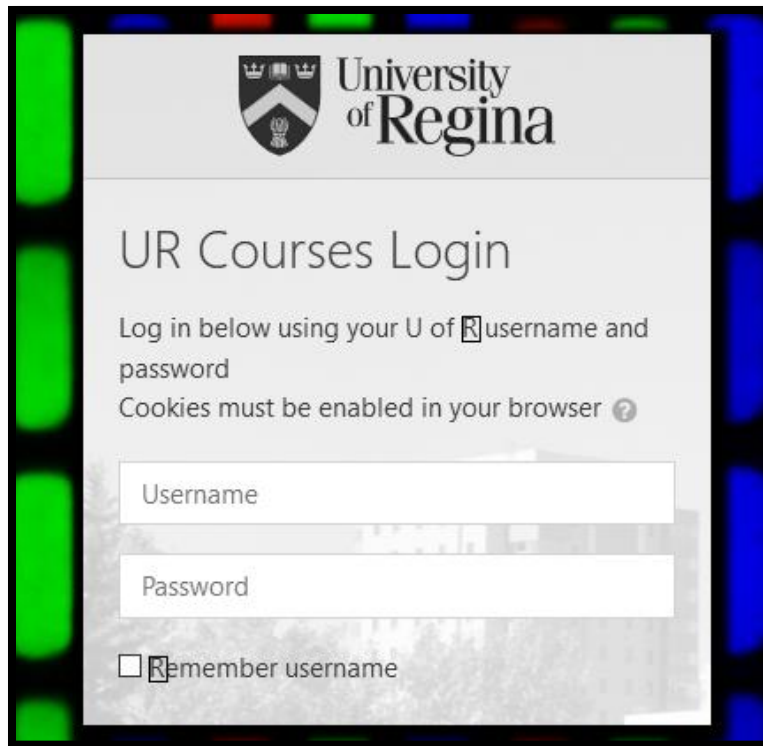 University
of Regina
UR Courses Login
Log in below using your U of R username and
password
Cookies must be enabled in your browser ?
Username
Password
Remember username